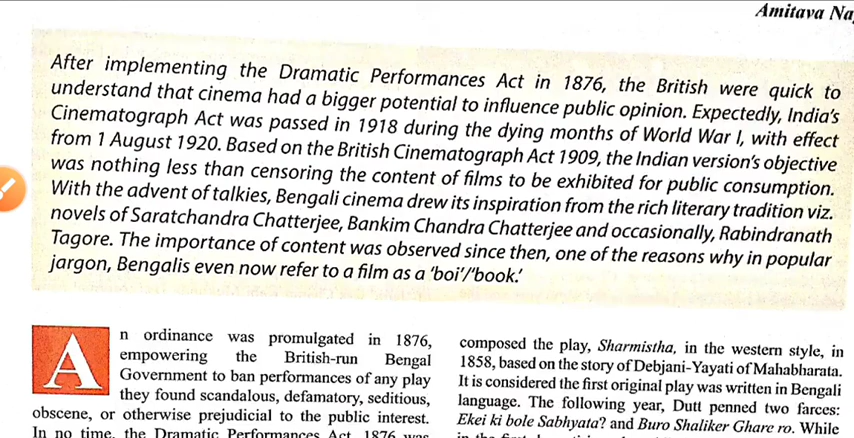 Amitava Na
After implementing the Dramatic Performances Act in 1876, the British were quick to
understand that cinema had a bigger potential to influence public opinion. Expectedly, India's
Cinematograph Act was passed in 1918 during the dying months of World War I, with effect
from 1 August 1920. Based on the British Cinematograph Act 1909, the Indian version's objective
was nothing less than censoring the content of films to be exhibited for public consumption.
With the advent of talkies, Bengali cinema drew its inspiration from the rich literary tradition viz.
novels of Saratchandra Chatterjee, Bankim Chandra Chatterjee and occasionally, Rabindranath
Tagore. The importance of content was observed since then, one of the reasons why in popular
jargon, Bengalis even now refer to a film as a 'boi'/'book.'
An ordinance was promulgated in 1876,
empowering the British-run Bengal
Government to ban performances of any play
they found scandalous, defamatory, seditious,
obscene, or otherwise prejudicial to the public interest.
In no time, the Dramatic Performances Act, 1876 was
composed the play, Sharmistha, in the western style, in
1858, based on the story of Debjani-Yayati of Mahabharata.
It is considered the first original play was written in Bengali
language. The following year, Dutt penned two farces:
Ekei ki bole Sabhyata? and Buro Shaliker Ghare ro. While